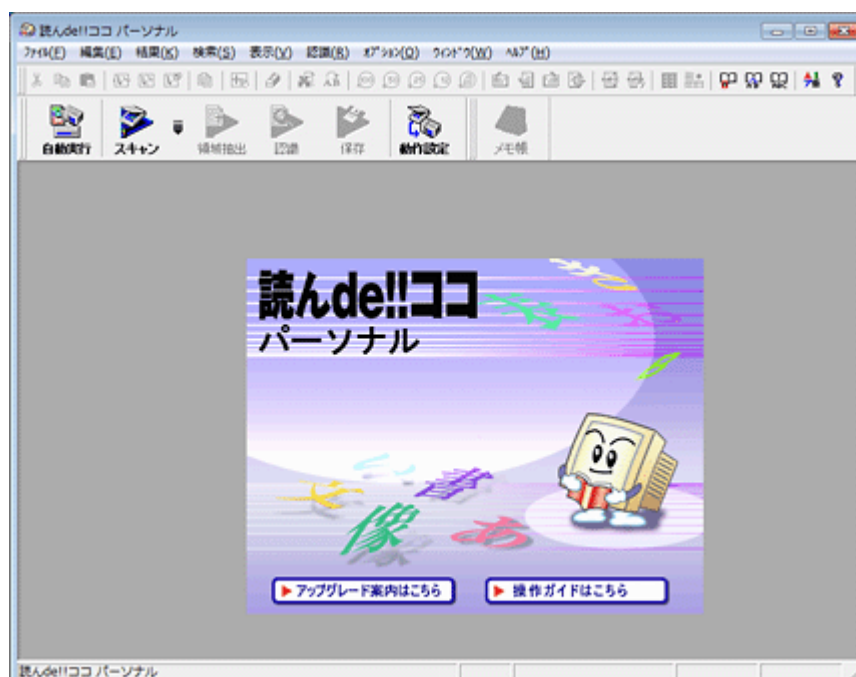 読んde!!ココ パーソナル
ﾌｧｲﾙ(F) 編集(E) 結果(K) 検索(S) 表示(V) 認識(R) ｵﾌﾟｼｮﾝ(O) ｳｨﾝﾄﾞｳ(W) ﾍﾙﾌﾟ(H)
自動実行 スキャン 領域抽出 認識 保存 動作設定 メモ帳
読んde!!ココ
パーソナル
書
像 あ
アップグレード案内はこちら 操作ガイドはこちら
読んde!!ココ パーソナル